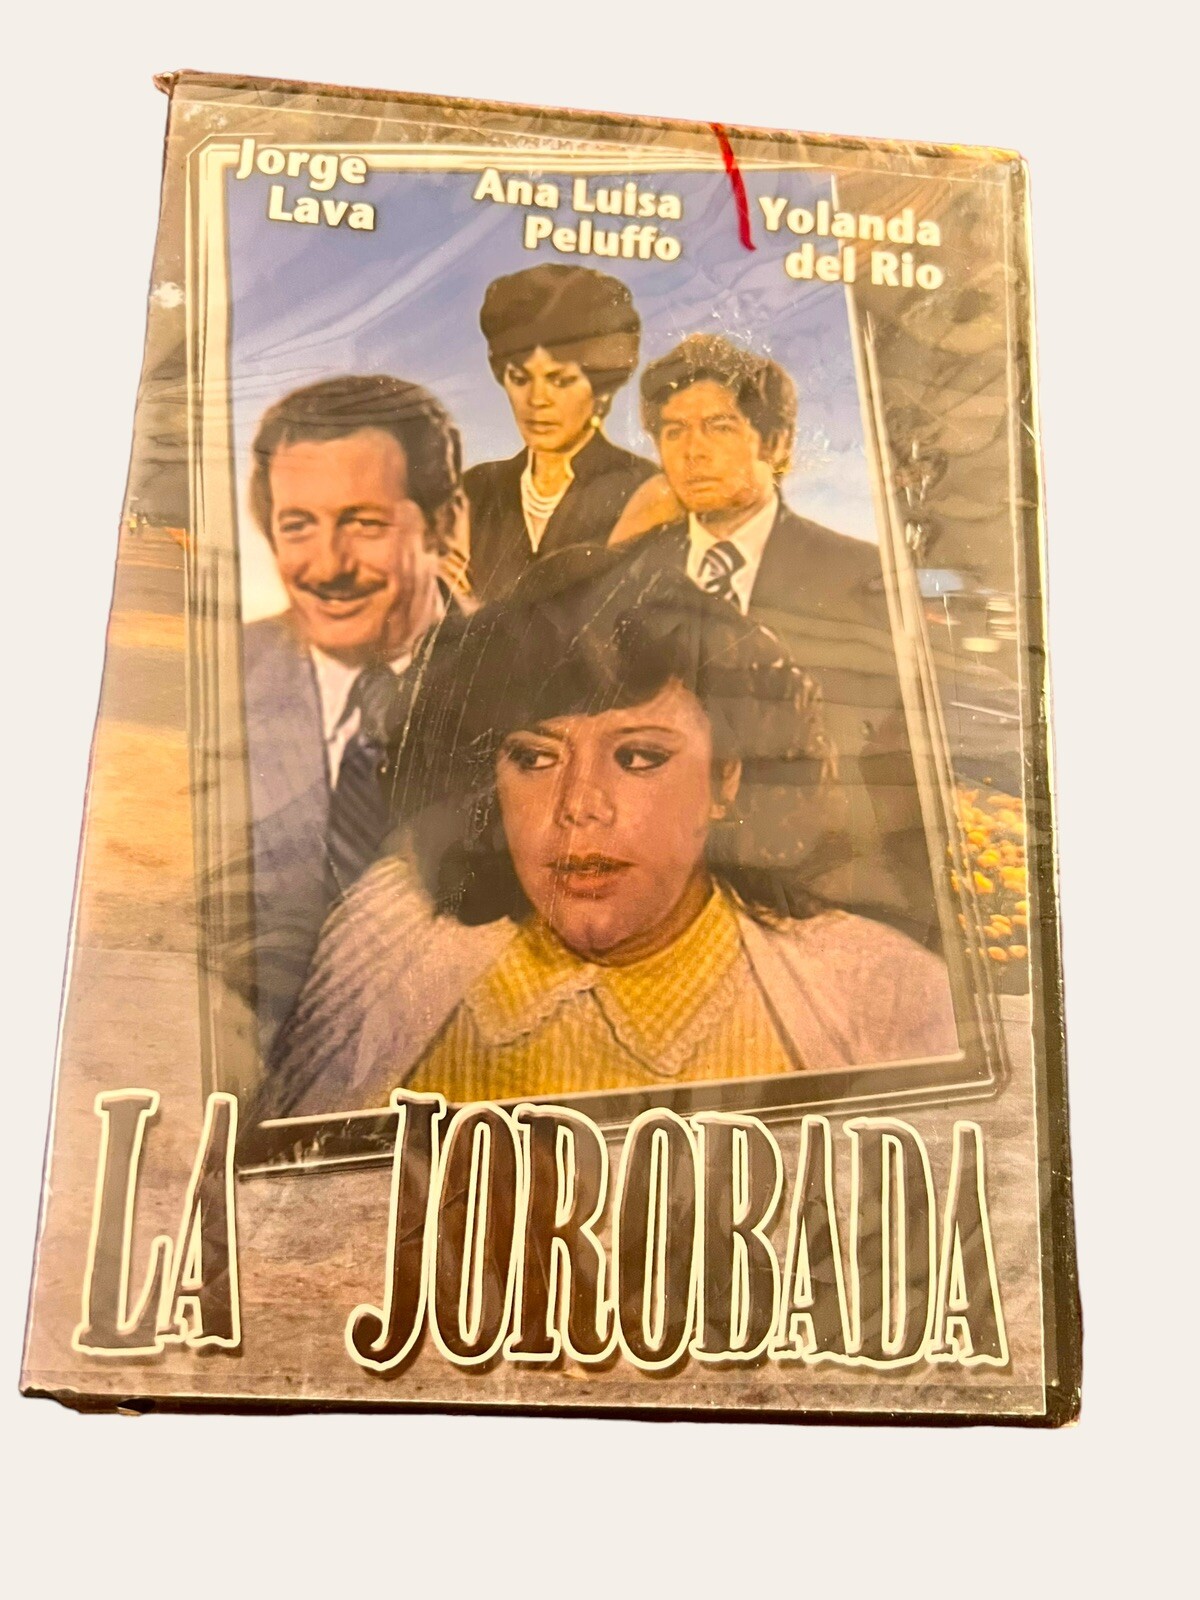 Jorge
Lava
Ana Luisa
Peluffo
Yolanda
del Rio
LA JOROBADA